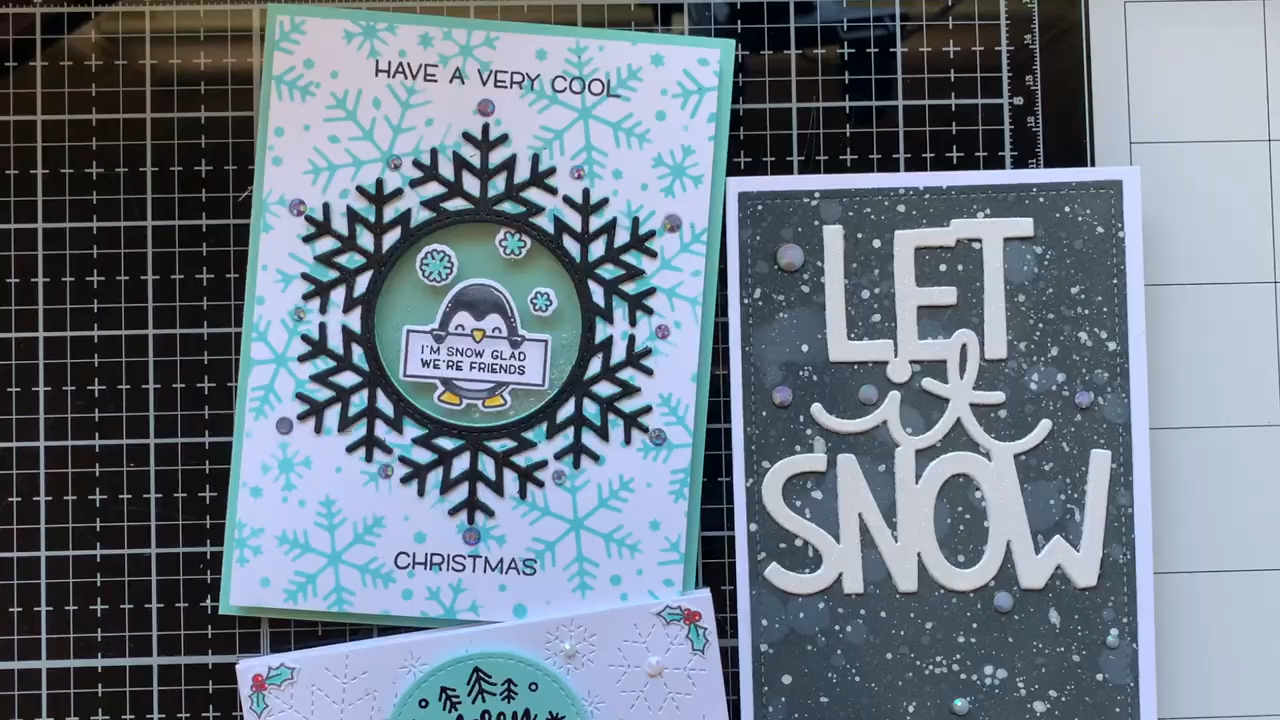 HAVE A VERY COOL
I'M SNOW GLAD
WE'RE FRIENDS
CHRISTMAS
LET
it
SNOW